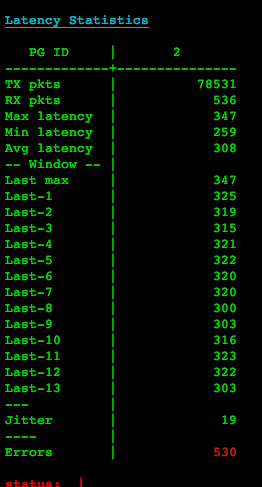 Latency Statistics
PG ID | 2
-------------+---------------
TX pkts | 78531
RX pkts | 536
Max latency | 347
Min latency | 259
Avg latency | 308
-- Window -- |
Last max | 347
Last-1 | 325
Last-2 | 319
Last-3 | 315
Last-4 | 321
Last-5 | 322
Last-6 | 320
Last-7 | 320
Last-8 | 300
Last-9 | 303
Last-10 | 316
Last-11 | 323
Last-12 | 322
Last-13 | 303
--- |
Jitter | 19
---- |
Errors | 530
status: |